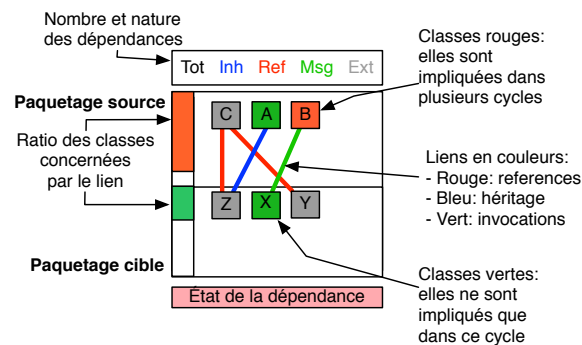 Nombre et nature
des dépendances
Tot Inh Ref Msg Ext
Classes rouges:
elles sont
impliquées dans
plusieurs cycles
Paquetage source
C A B
Ratio des classes
concernées
par le lien
Liens en couleurs:
- Rouge: references
- Bleu: héritage
- Vert: invocations
Z X Y
Paquetage cible
Classes vertes:
elles ne sont
impliqués que
dans ce cycle
État de la dépendance